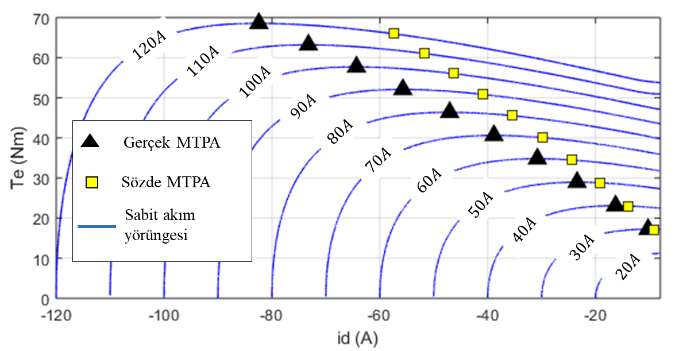 70
60
50
40
30
20
10
0
Te (Nm)
120A
110A
100A
90A
80A
70A
60A
50A
40A
30A
20A
Gerçek MTPA
Sözde MTPA
Sabit akım
yörüngesi
-120 -100 -80 -60 -40 -20
id (A)